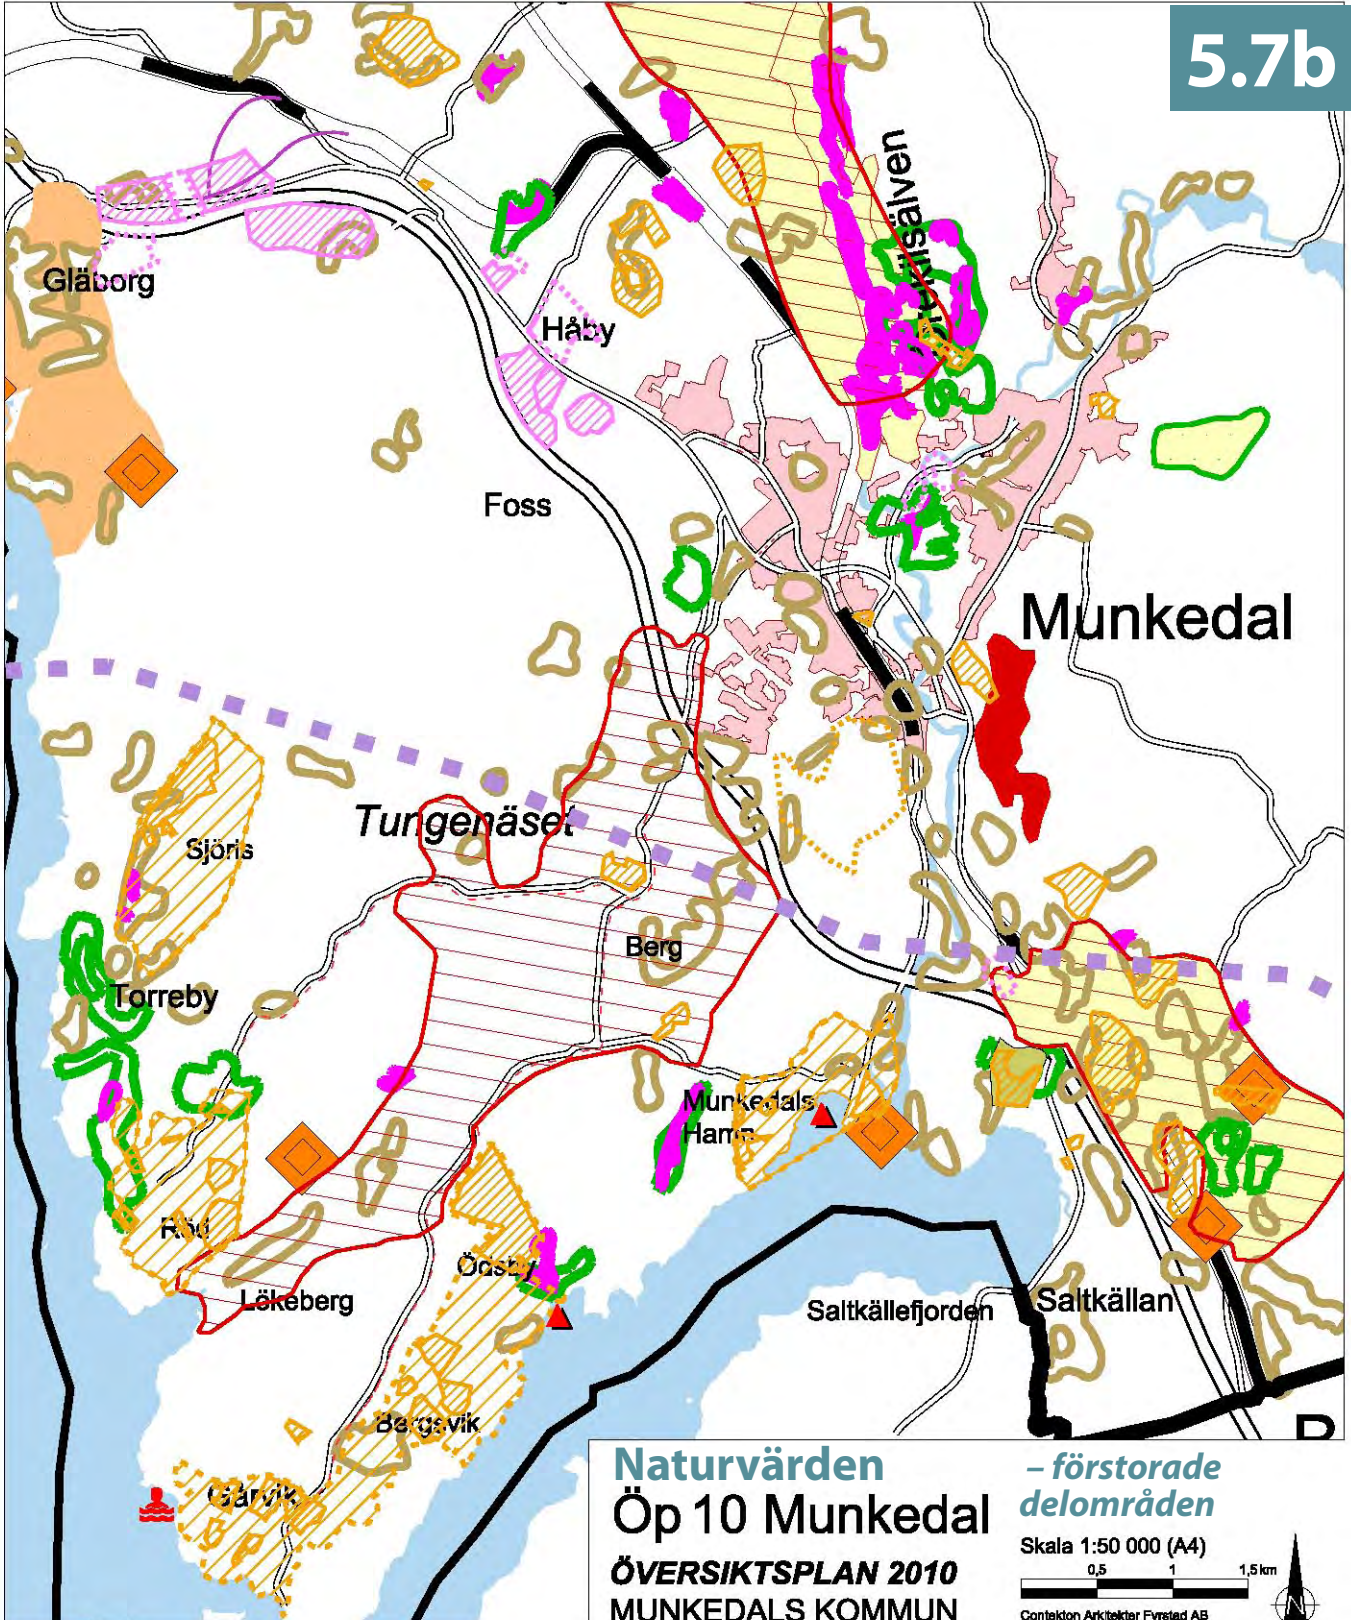 5.7b
Örekilsälven
Gläborg
Håby
Foss
Munkedal
Tungenäset
Sjöris
Berg
Torreby
Munkedals
Hamn
Röd
Ödsby
Lökeberg
Saltkällefjorden
Saltkällan
Bergsvik
Gårvik
Naturvärden
– förstorade
delområden
Öp 10 Munkedal
Skala 1:50 000 (A4)
0,5 1 1,5 km
ÖVERSIKTSPLAN 2010
MUNKEDALS KOMMUN
Contekton Arkitekter Fyrstad AB
N